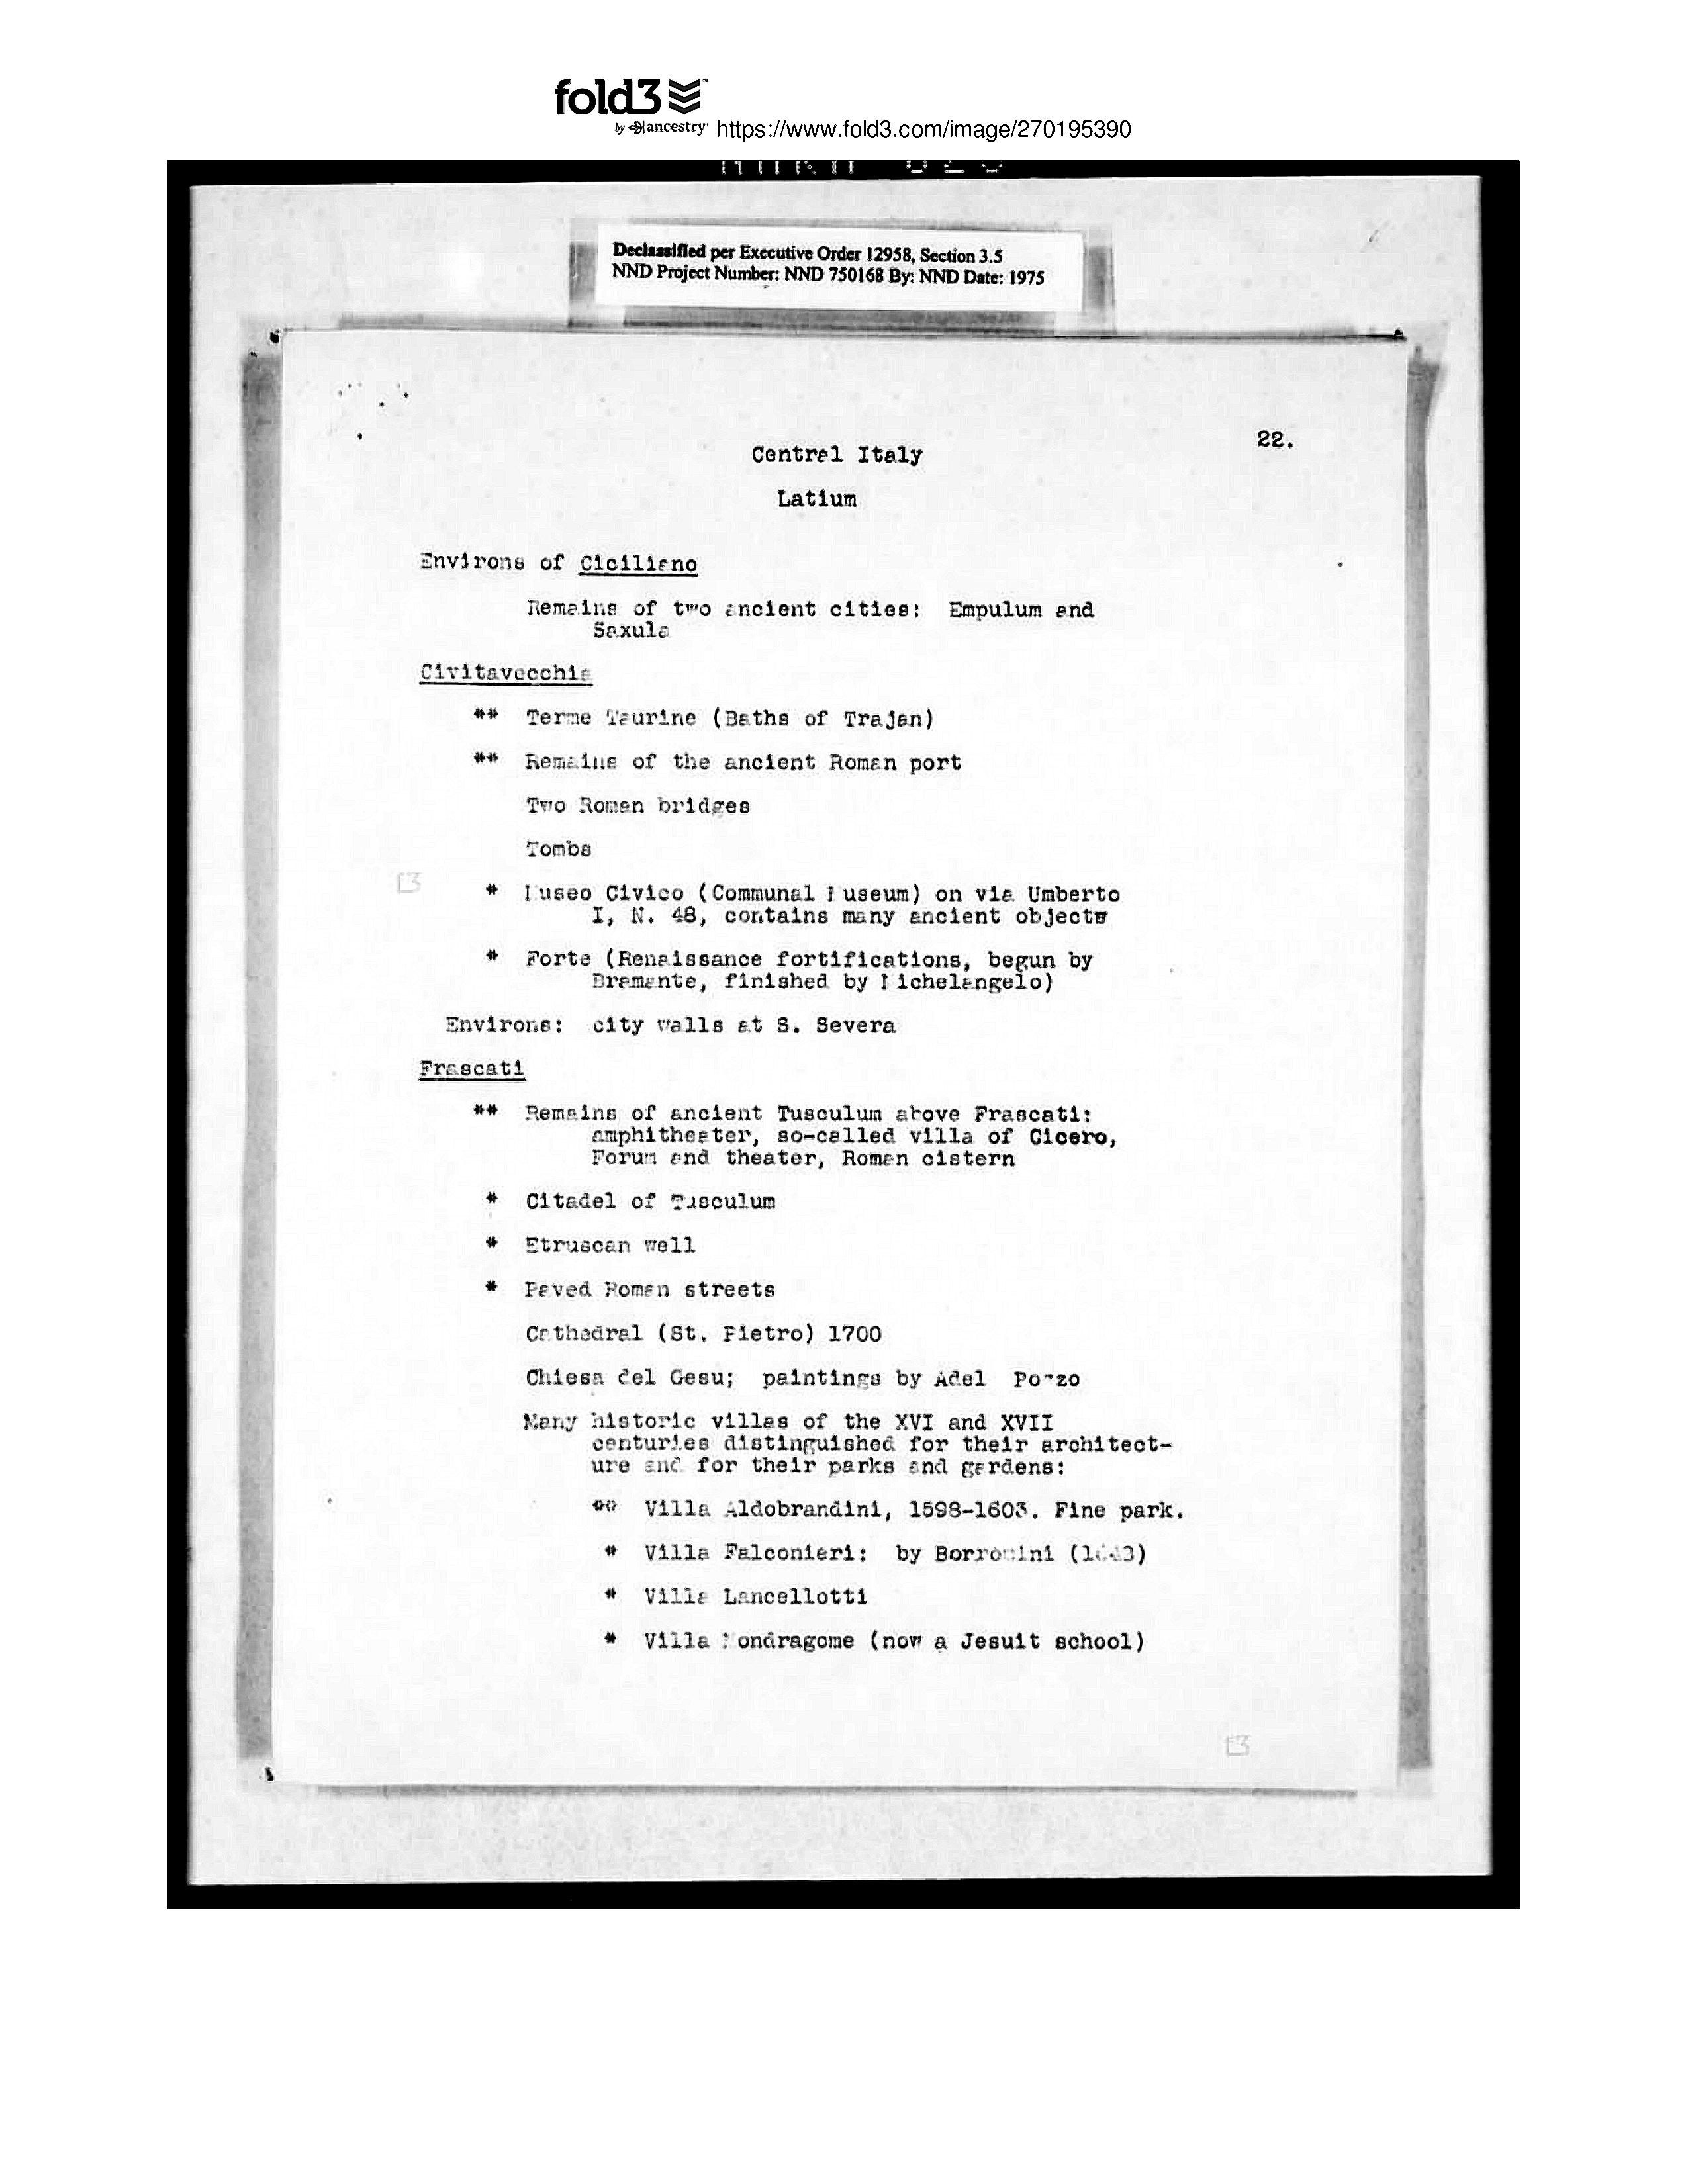 fold3
by ancestry https://www.fold3.com/image/270195390
Declassified per Executive Order 12958, Section 3.5
NND Project Number: NND 750168 By: NND Date: 1975
22.
Central Italy
Latium
Environs of Ciciliano
Remains of two ancient cities: Empulum and
Saxula
Civitavecchia
** Terme Taurine (Baths of Trajan)
** Remains of the ancient Roman port
Two Roman bridges
Tombs
* Museo Civico (Communal Museum) on via Umberto
I, N. 48, contains many ancient objects
* Forte (Renaissance fortifications, begun by
Bramante, finished by Michelangelo)
Environs: city walls at S. Severa
Frascati
** Remains of ancient Tusculum above Frascati:
amphitheater, so-called villa of Cicero,
Forum and theater, Roman cistern
* Citadel of Tusculum
* Etruscan well
* Paved Roman streets
Cathedral (St. Pietro) 1700
Chiesa del Gesu; paintings by Adel Pozzo
Many historic villas of the XVI and XVII
centuries distinguished for their architect-
ure and for their parks and gardens:
** Villa Aldobrandini, 1598-1603. Fine park.
* Villa Falconieri: by Borromini
* Villa Lancellotti
* Villa Mondragome (now a Jesuit school)